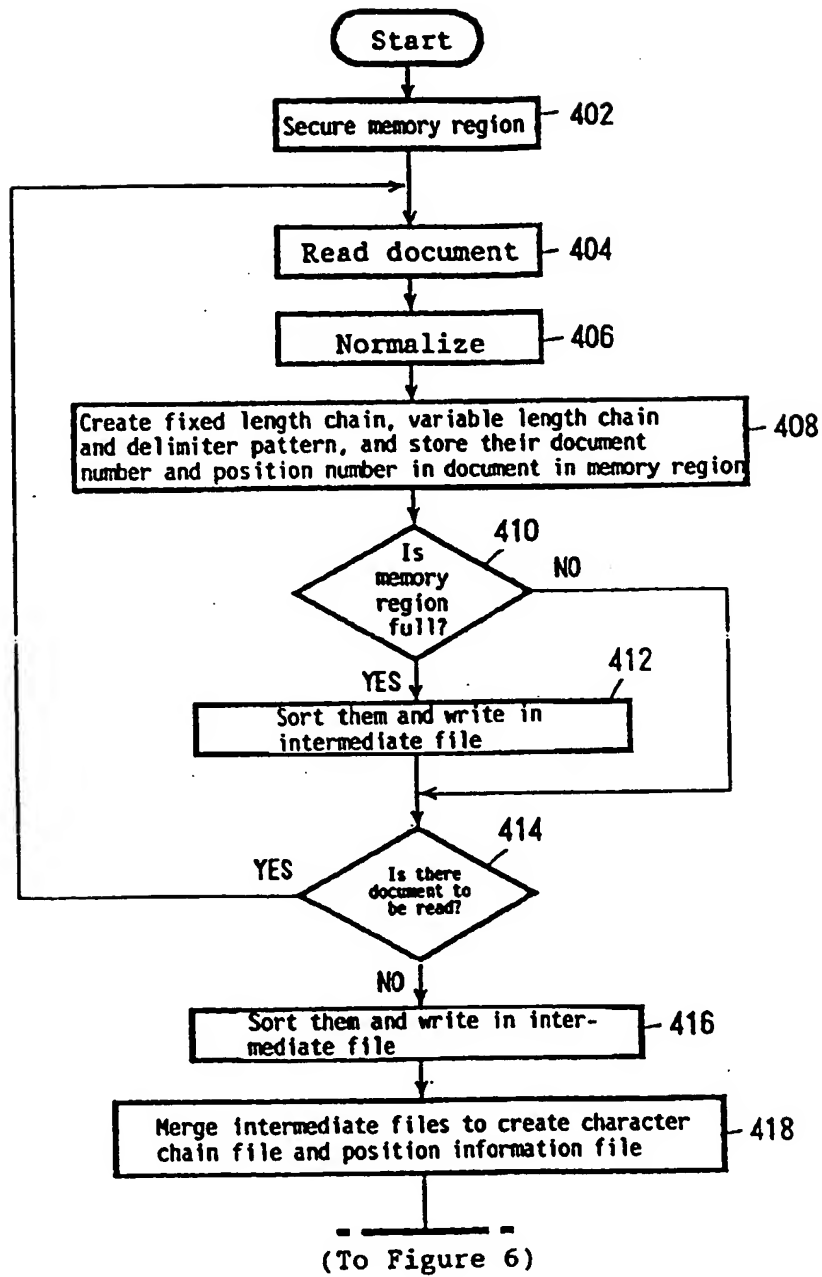 Start
Secure memory region
402
Read document
404
Normalize
406
Create fixed length chain, variable length chain
and delimiter pattern, and store their document
number and position number in document in memory region
408
410
Is
memory
region
full?
NO
YES
412
Sort them and write in
intermediate file
414
YES
Is there
document to
be read?
NO
Sort them and write in inter-
mediate file
416
Merge intermediate files to create character
chain file and position information file
418
(To Figure 6)